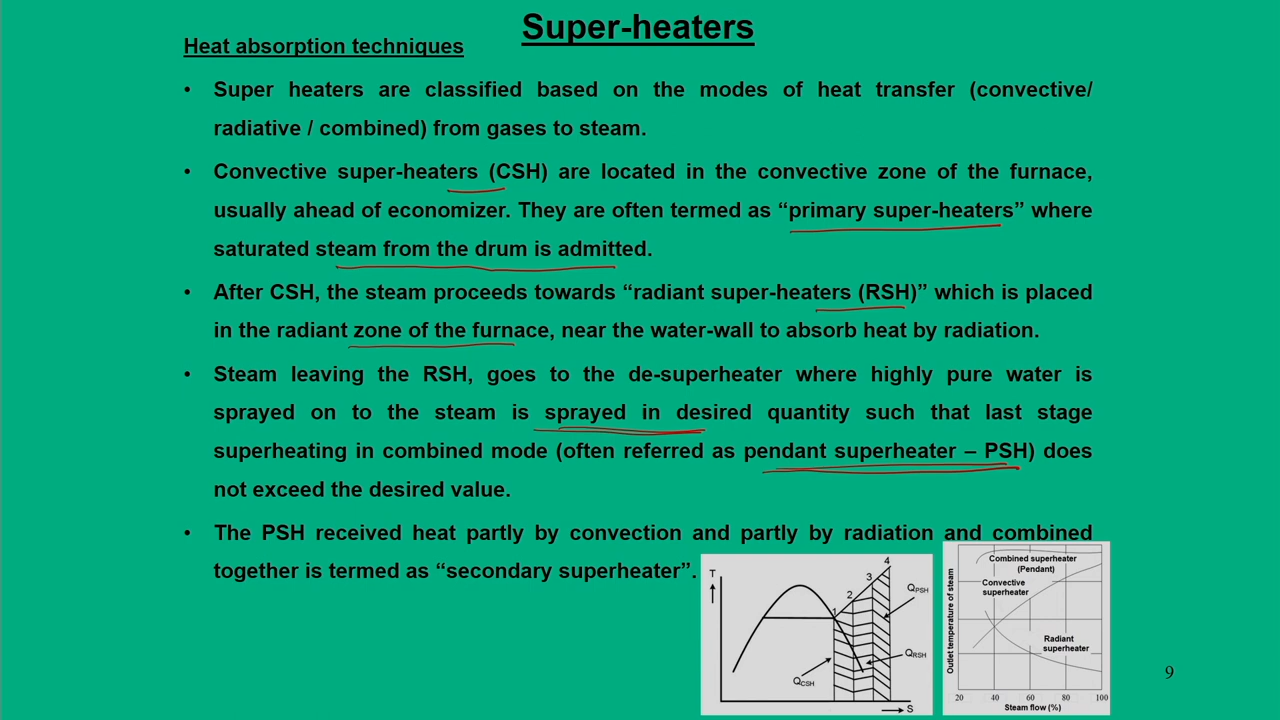 Super-heaters
Heat absorption techniques
• Super heaters are classified based on the modes of heat transfer (convective/
radiative / combined) from gases to steam.
• Convective super-heaters (CSH) are located in the convective zone of the furnace,
usually ahead of economizer. They are often termed as “primary super-heaters” where
saturated steam from the drum is admitted.
• After CSH, the steam proceeds towards “radiant super-heaters (RSH)” which is placed
in the radiant zone of the furnace, near the water-wall to absorb heat by radiation.
• Steam leaving the RSH, goes to the de-superheater where highly pure water is
sprayed on to the steam is sprayed in desired quantity such that last stage
superheating in combined mode (often referred as pendant superheater – PSH) does
not exceed the desired value.
• The PSH received heat partly by convection and partly by radiation and combined
together is termed as “secondary superheater”.
T
1
2
3
4
QPSH
QRSH
QCSH
S
Outlet temperature of steam
Combined superheater
(Pendant)
Convective
superheater
Radiant
superheater
20 40 60 80 100
Steam flow (%)
9